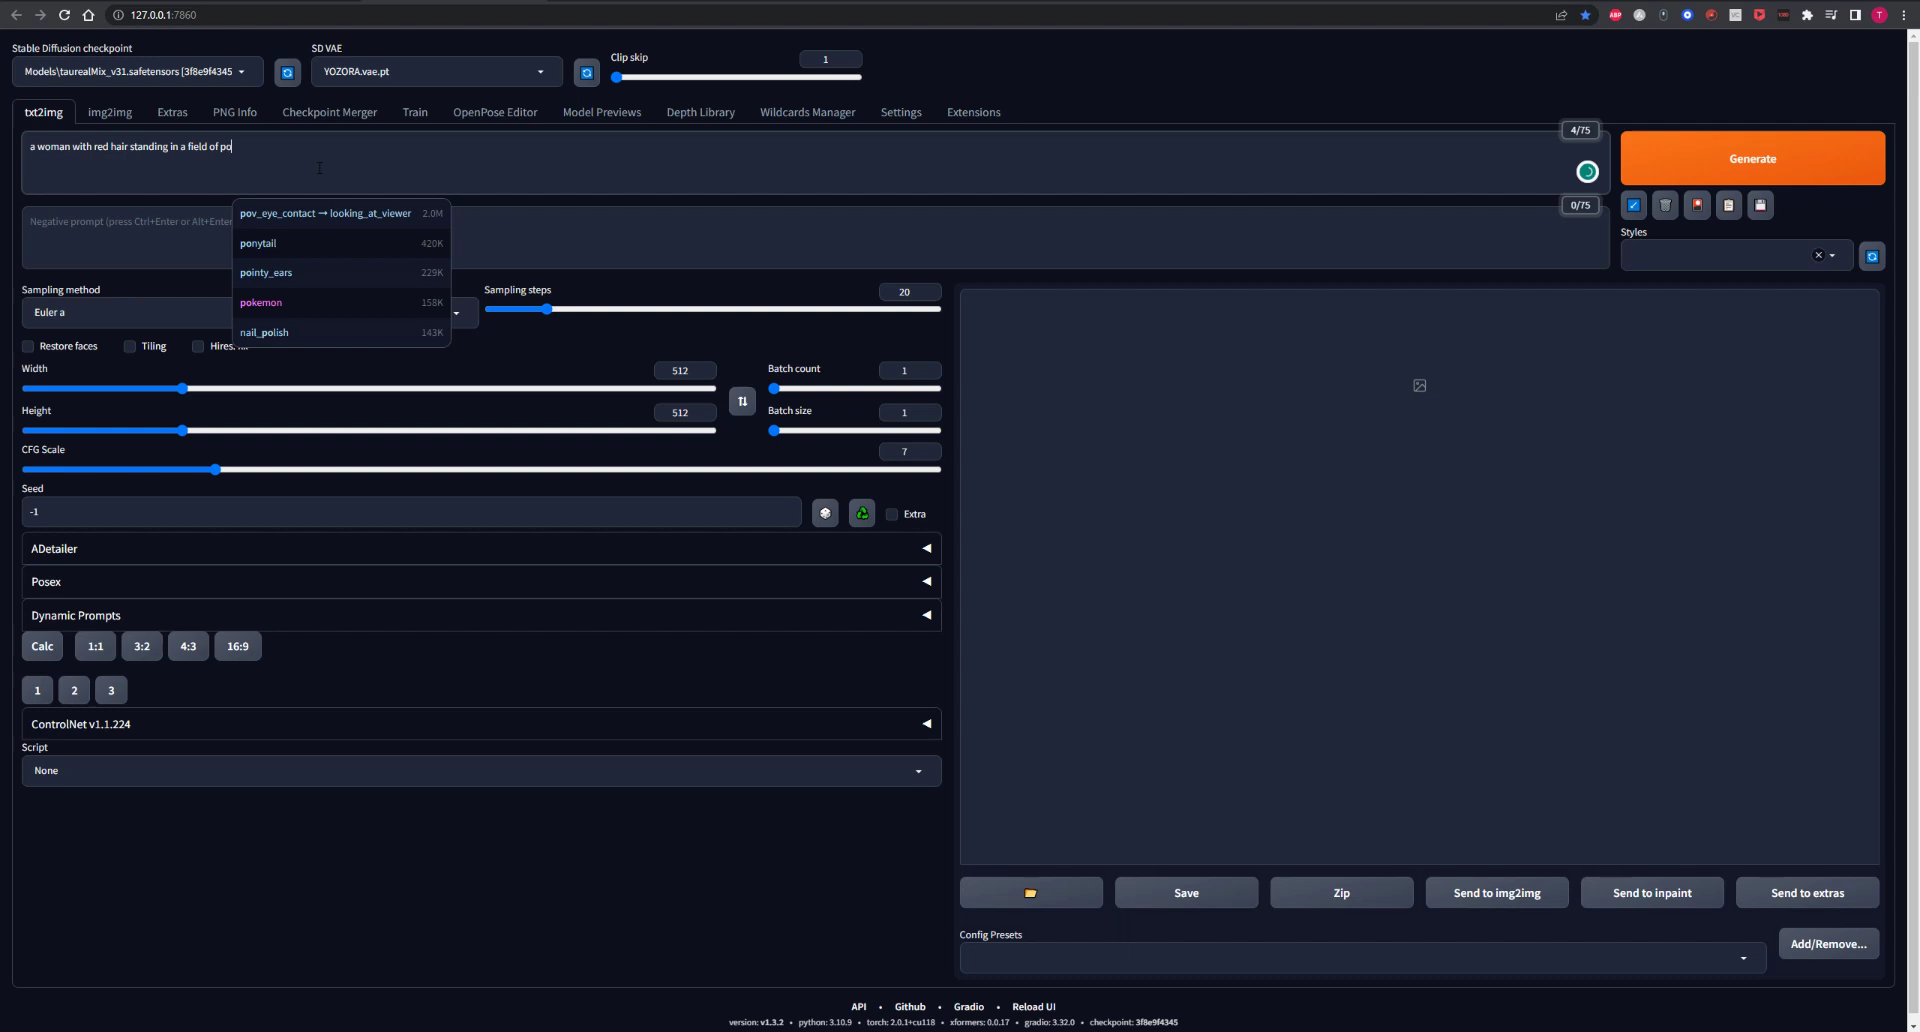 127.0.0.1:7860
Stable Diffusion checkpoint
SD VAE
Clip skip
1
Models\taurealMix_v31.safetensors [3f8e9f4345
YOZORA.vae.pt
txt2img
img2img
Extras
PNG Info
Checkpoint Merger
Train
OpenPose Editor
Model Previews
Depth Library
Wildcards Manager
Settings
Extensions
4/75
a woman with red hair standing in a field of po
Generate
0/75
Negative prompt (press Ctrl+Enter or Alt+Enter
pov_eye_contact → looking_at_viewer 2.0M
ponytail 420K
pointy_ears 229K
pokemon 158K
nail_polish 143K
Styles
Sampling method
Euler a
Sampling steps
20
Restore faces
Tiling
Hires.
Width
512
Batch count
1
Height
512
Batch size
1
CFG Scale
7
Seed
-1
Extra
ADetailer
Posex
Dynamic Prompts
Calc
1:1
3:2
4:3
16:9
1
2
3
ControlNet v1.1.224
Script
None
Save
Zip
Send to img2img
Send to inpaint
Send to extras
Config Presets
Add/Remove...
API • Github • Gradio • Reload UI
version: v1.3.2 • python: 3.10.9 • torch: 2.0.1+cu118 • xformers: 0.0.17 • gradio: 3.32.0 • checkpoint: 3f8e9f4345
ABP
T